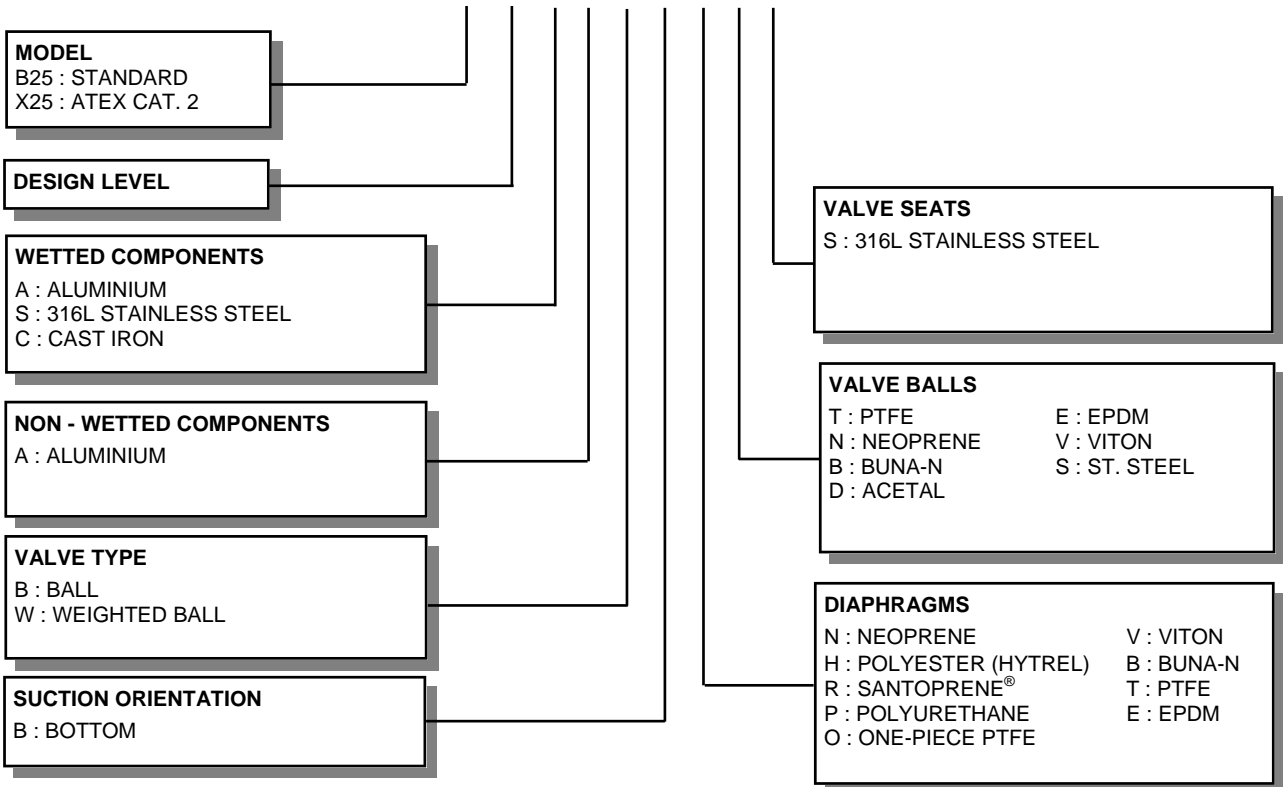 MODEL
B25 : STANDARD
X25 : ATEX CAT. 2
DESIGN LEVEL
WETTED COMPONENTS
A : ALUMINIUM
S : 316L STAINLESS STEEL
C : CAST IRON
NON - WETTED COMPONENTS
A : ALUMINIUM
VALVE TYPE
B : BALL
W : WEIGHTED BALL
SUCTION ORIENTATION
B : BOTTOM
VALVE SEATS
S : 316L STAINLESS STEEL
VALVE BALLS
T : PTFE E : EPDM
N : NEOPRENE V : VITON
B : BUNA-N S : ST. STEEL
D : ACETAL
DIAPHRAGMS
N : NEOPRENE V : VITON
H : POLYESTER (HYTREL) B : BUNA-N
R : SANTOPRENE® T : PTFE
P : POLYURETHANE E : EPDM
O : ONE-PIECE PTFE